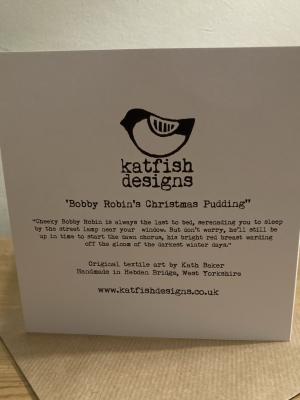 katfish
designs
'Bobby Robin's Christmas Pudding"
"Cheeky Bobby Robin is always the last to bed, serenading you to sleep
by the street lamp near your window. But don't worry, he'll still be
up in time to start the dawn chorus, his bright red breast warding
off the gloom of the darkest winter days."
Original textile art by Kath Baker
Handmade in Hebden Bridge, West Yorkshire
www.katfishdesigns.co.uk